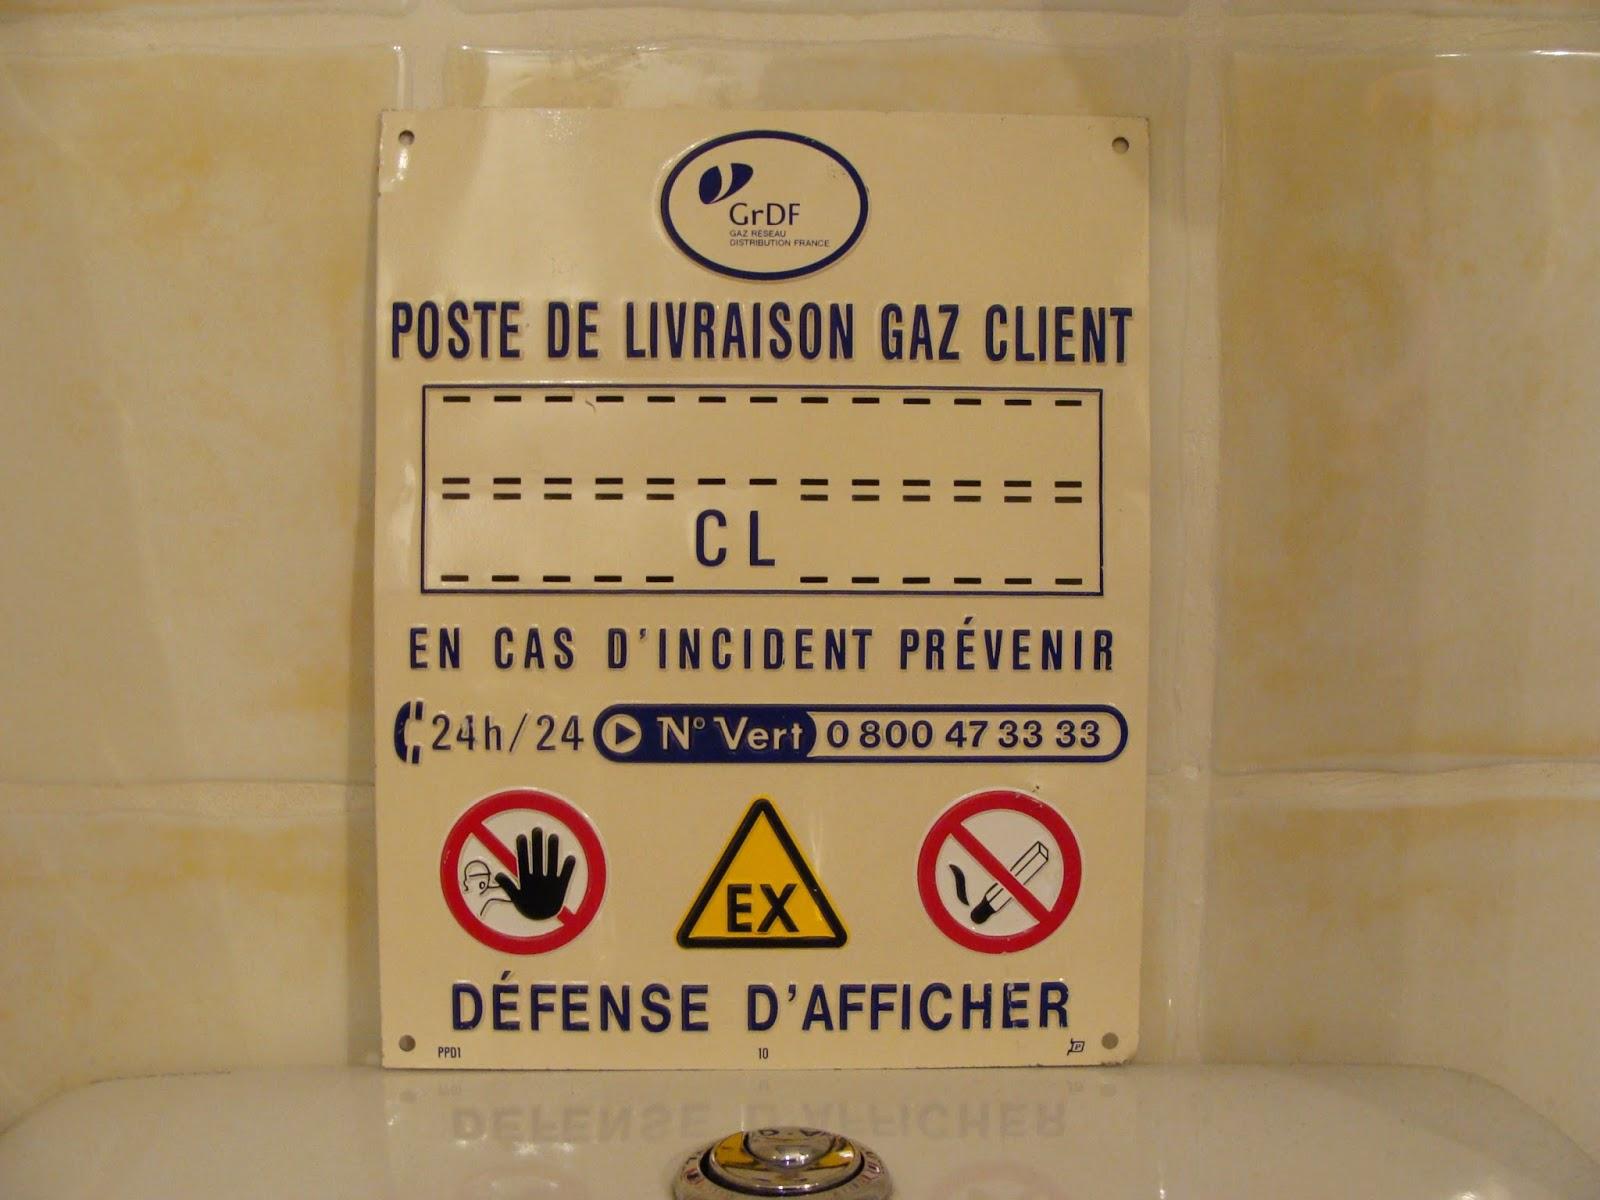 GrDF
GAZ RÉSEAU
DISTRIBUTION FRANCE
POSTE DE LIVRAISON GAZ CLIENT
CL
EN CAS D'INCIDENT PRÉVENIR
24h/24 N° Vert 0 800 47 33 33
EX
DÉFENSE D'AFFICHER
PPD1 10 P